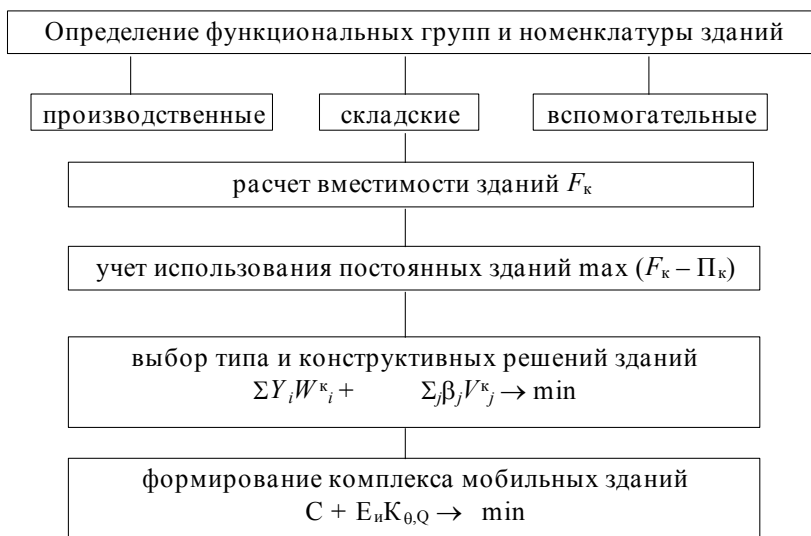 Определение функциональных групп и номенклатуры зданий
производственные
складские
вспомогательные
расчет вместимости зданий Fк
учет использования постоянных зданий max (Fк – Пк)
выбор типа и конструктивных решений зданий
ΣYiWкi + Σjβ jVкj → min
формирование комплекса мобильных зданий
С + ЕиКθ,Q → min